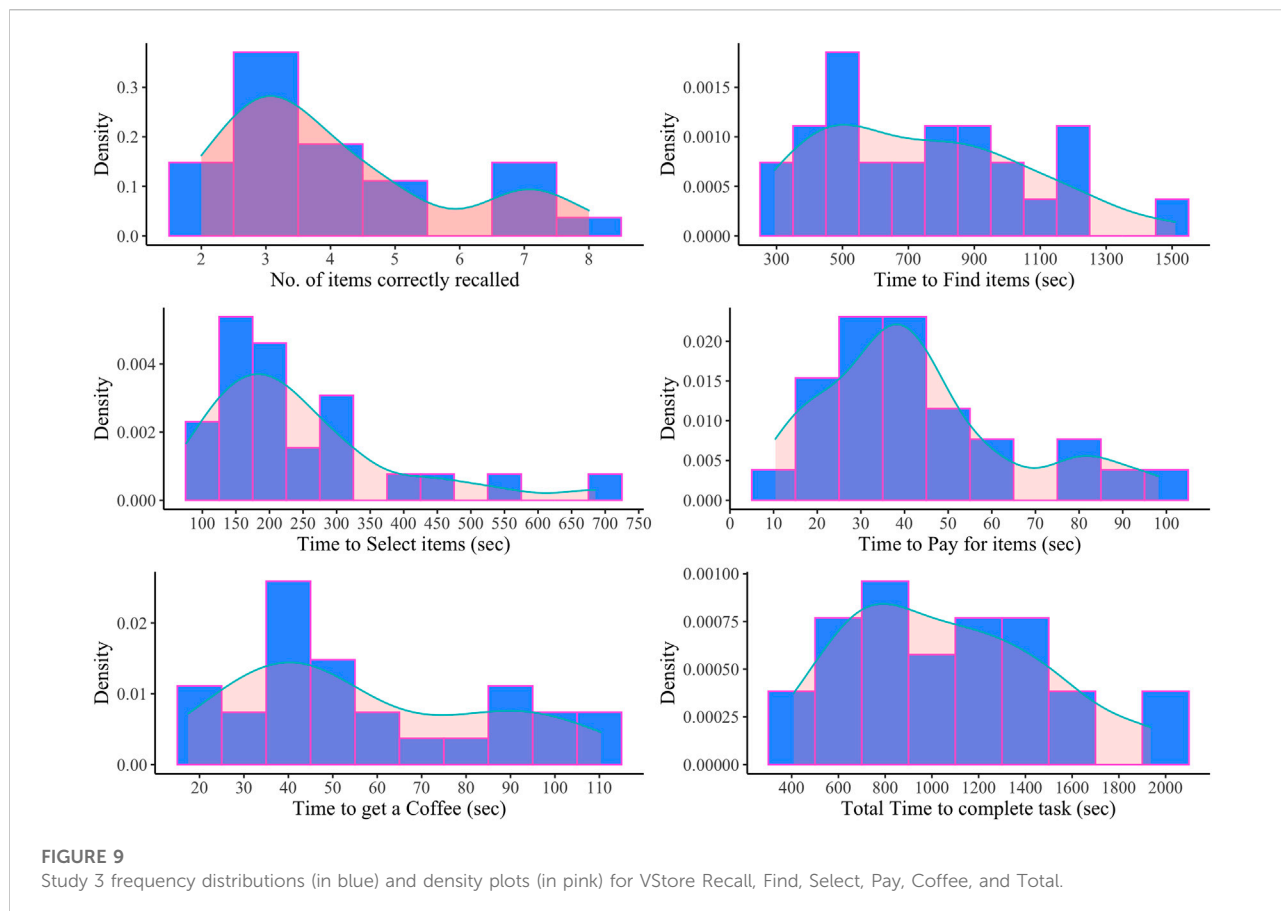 Density
0.3
0.2
0.1
0.0
2 3 4 5 6 7 8
No. of items correctly recalled
Density
0.0015
0.0010
0.0005
0.0000
300 500 700 900 1100 1300 1500
Time to Find items (sec)
Density
0.004
0.002
0.000
100 150 200 250 300 350 400 450 500 550 600 650 700 750
Time to Select items (sec)
Density
0.020
0.015
0.010
0.005
0.000
0 10 20 30 40 50 60 70 80 90 100
Time to Pay for items (sec)
Density
0.02
0.01
0.00
20 30 40 50 60 70 80 90 100 110
Time to get a Coffee (sec)
Density
0.00100
0.00075
0.00050
0.00025
0.00000
400 600 800 1000 1200 1400 1600 1800 2000
Total Time to complete task (sec)
FIGURE 9
Study 3 frequency distributions (in blue) and density plots (in pink) for VStore Recall, Find, Select, Pay, Coffee, and Total.